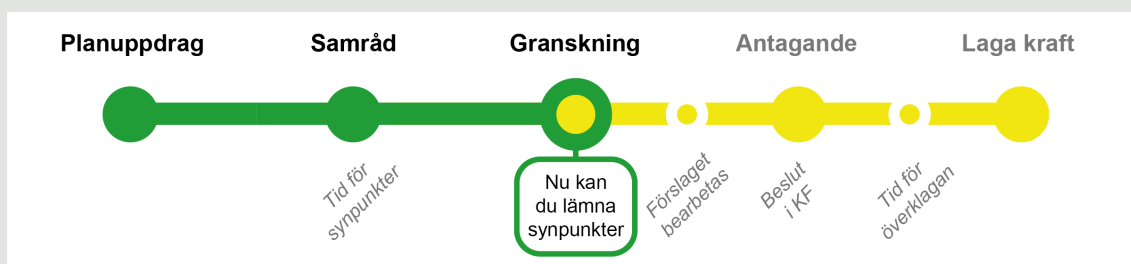 Planuppdrag
Samråd
Granskning
Antagande
Laga kraft
Tid för
synpunkter
Nu kan
du lämna
synpunkter
Förslaget
bearbetas
Beslut
i KF
Tid för
överklagan